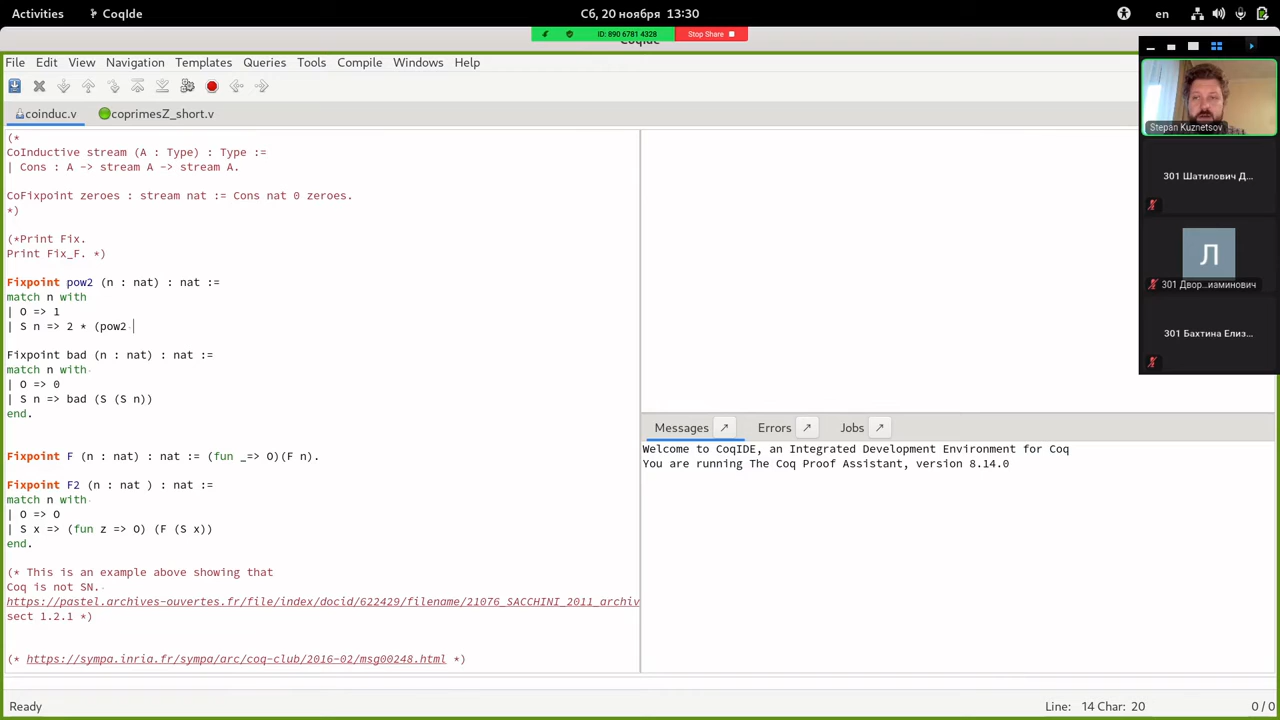 Activities
CoqIde
Сб, 20 ноября 13:30
en
ID: 890 6781 4328
Stop Share
CoqIde
File Edit View Navigation Templates Queries Tools Compile Windows Help
coinduc.v
coprimesZ_short.v
(*
CoInductive stream (A : Type) : Type :=
| Cons : A -> stream A -> stream A.
CoFixpoint zeroes : stream nat := Cons nat 0 zeroes.
*)
(*Print Fix.
Print Fix_F. *)
Fixpoint pow2 (n : nat) : nat :=
match n with
| O => 1
| S n => 2 * (pow2
Fixpoint bad (n : nat) : nat :=
match n with
| O => 0
| S n => bad (S (S n))
end.
Fixpoint F (n : nat) : nat := (fun _=> O)(F n).
Fixpoint F2 (n : nat ) : nat :=
match n with
| O => O
| S x => (fun z => O) (F (S x))
end.
(* This is an example above showing that
Coq is not SN.
https://pastel.archives-ouvertes.fr/file/index/docid/622429/filename/21076_SACCHINI_2011_archiv
sect 1.2.1 *)
(* https://sympa.inria.fr/sympa/arc/coq-club/2016-02/msg00248.html *)
Messages
Errors
Jobs
Welcome to CoqIDE, an Integrated Development Environment for Coq
You are running The Coq Proof Assistant, version 8.14.0
Stepan Kuznetsov
301 Шатилович Д...
Л
301 Двор...иаминович
301 Бахтина Елиз...
Ready
Line: 14 Char: 20
0 / 0